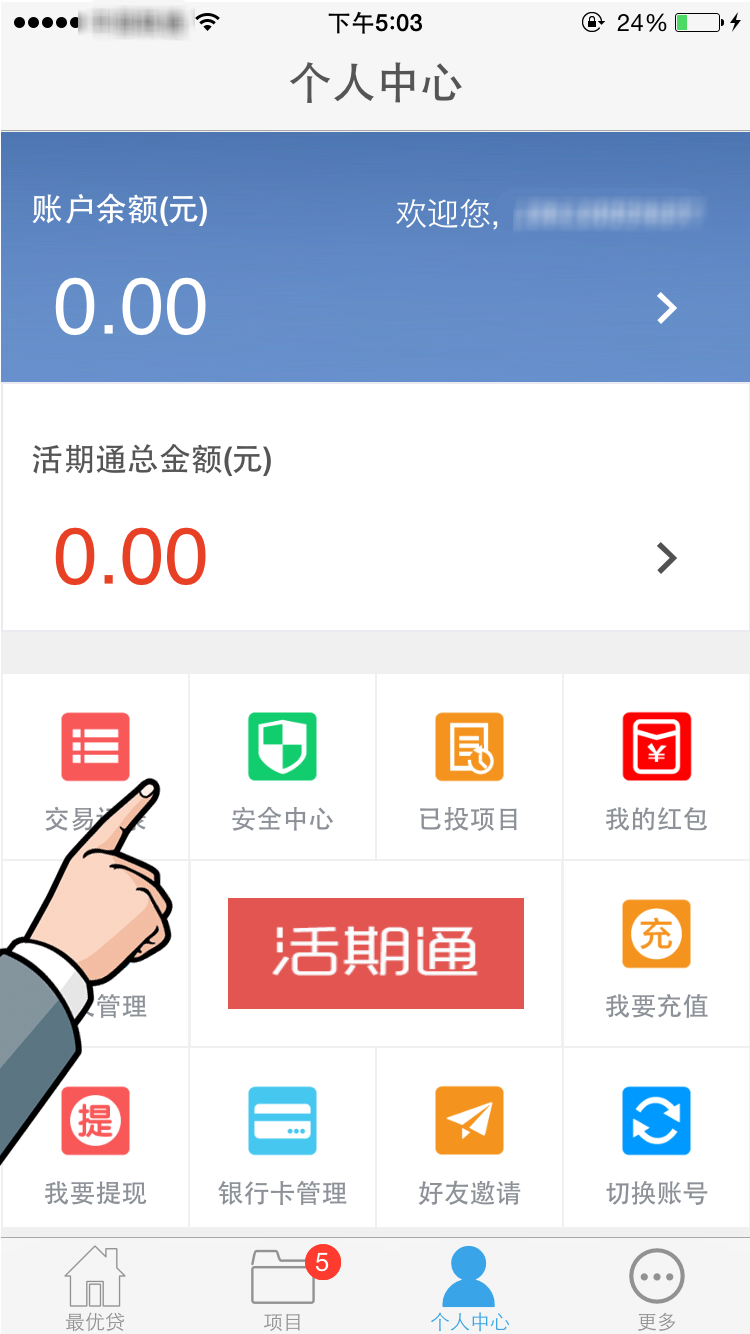 下午5:03
24%
个人中心
账户余额(元)
欢迎您,
0.00
活期通总金额(元)
0.00
交易
安全中心
已投项目
我的红包
¥
活期通
充
管理
我要充值
提
我要提现
银行卡管理
好友邀请
切换账号
5
最优贷
项目
个人中心
更多